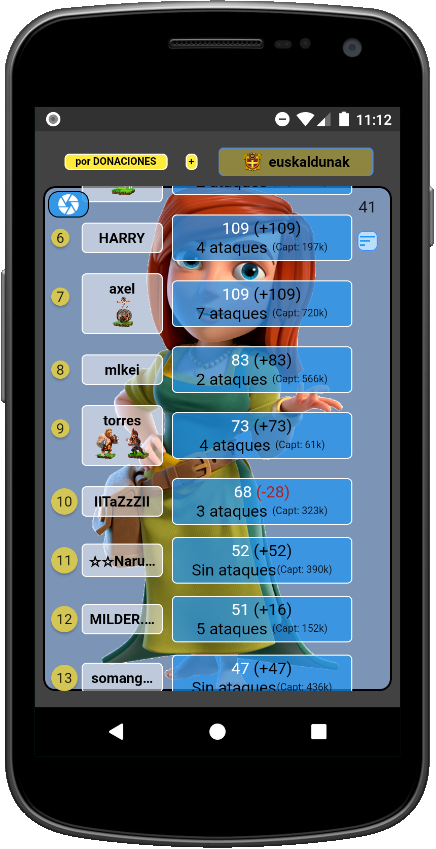 11:12
por DONACIONES + euskaldunak
41
6 HARRY 109 (+109)
4 ataques (Capt: 197k)
7 axel 109 (+109)
7 ataques (Capt: 720k)
8 mlkei 83 (+83)
2 ataques (Capt: 566k)
9 torres 73 (+73)
4 ataques (Capt: 61k)
10 IITaZzZII 68 (-28)
3 ataques (Capt: 323k)
11 ☆☆Naru... 52 (+52)
Sin ataques (Capt: 390k)
12 MILDER.... 51 (+16)
5 ataques (Capt: 152k)
13 somang... 47 (+47)
Sin ataques (Capt: 436k)